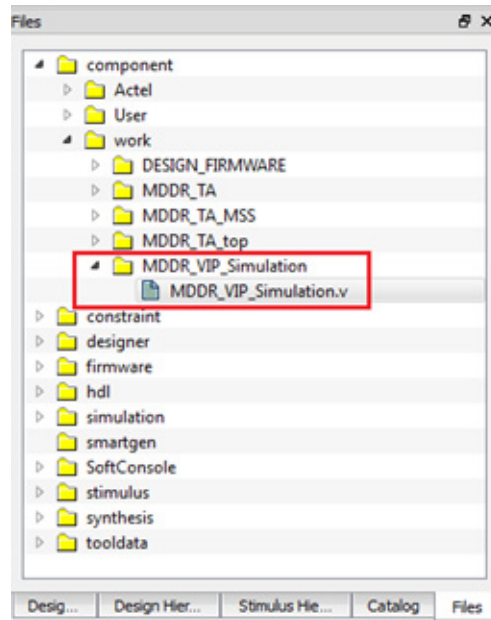 Files
component
Actel
User
work
DESIGN_FIRMWARE
MDDR_TA
MDDR_TA_MSS
MDDR_TA_top
MDDR_VIP_Simulation
MDDR_VIP_Simulation.v
constraint
designer
firmware
hdl
simulation
smartgen
SoftConsole
stimulus
synthesis
tooldata
Desig... Design Hier... Stimulus Hie... Catalog Files